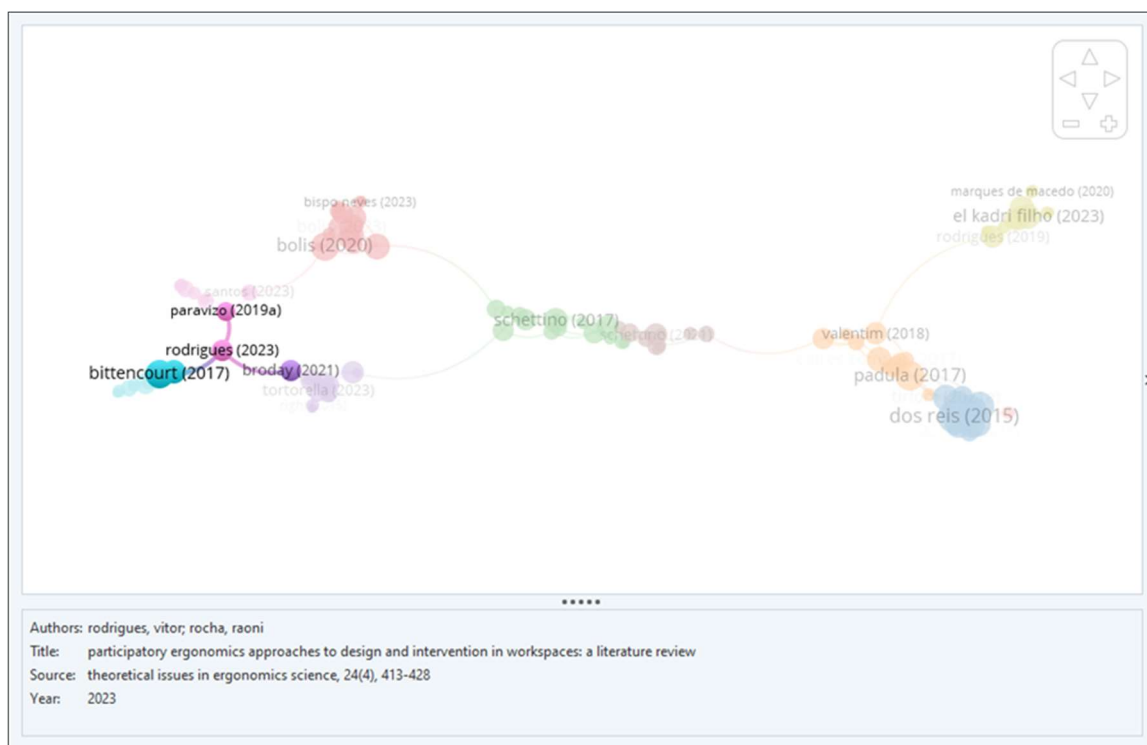 bispo neves (2023)
marques de macedo (2020)
el kadri filho (2023)
rodrigues (2019)
bolis (2020)
santos (2023)
paravizo (2019a)
schettino (2017)
valentim (2018)
rodrigues (2023)
bittencourt (2017)
broday (2021)
padula (2017)
tortorella (2023)
dos reis (2015)
Authors: rodrigues, vitor; rocha, raoni
Title: participatory ergonomics approaches to design and intervention in workspaces: a literature review
Source: theoretical issues in ergonomics science, 24(4), 413-428
Year: 2023